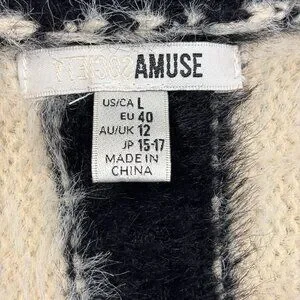 AMUSE
US/CA L
EU 40
AU/UK 12
JP 15-17
MADE IN
CHINA